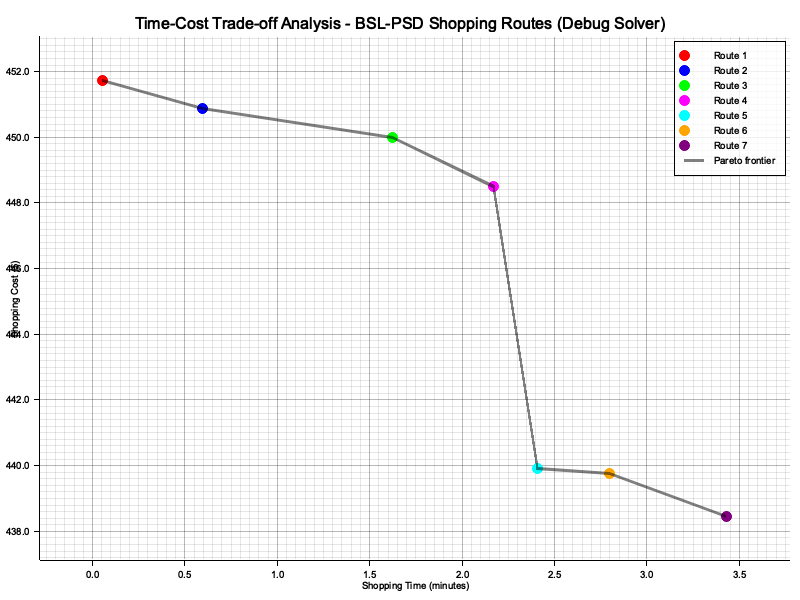 Time-Cost Trade-off Analysis - BSL-PSD Shopping Routes (Debug Solver)
Route 1
Route 2
Route 3
Route 4
Route 5
Route 6
Route 7
Pareto frontier
452.0
450.0
448.0
446.0
444.0
442.0
440.0
438.0
Shopping Cost ($)
0.0
0.5
1.0
1.5
2.0
2.5
3.0
3.5
Shopping Time (minutes)